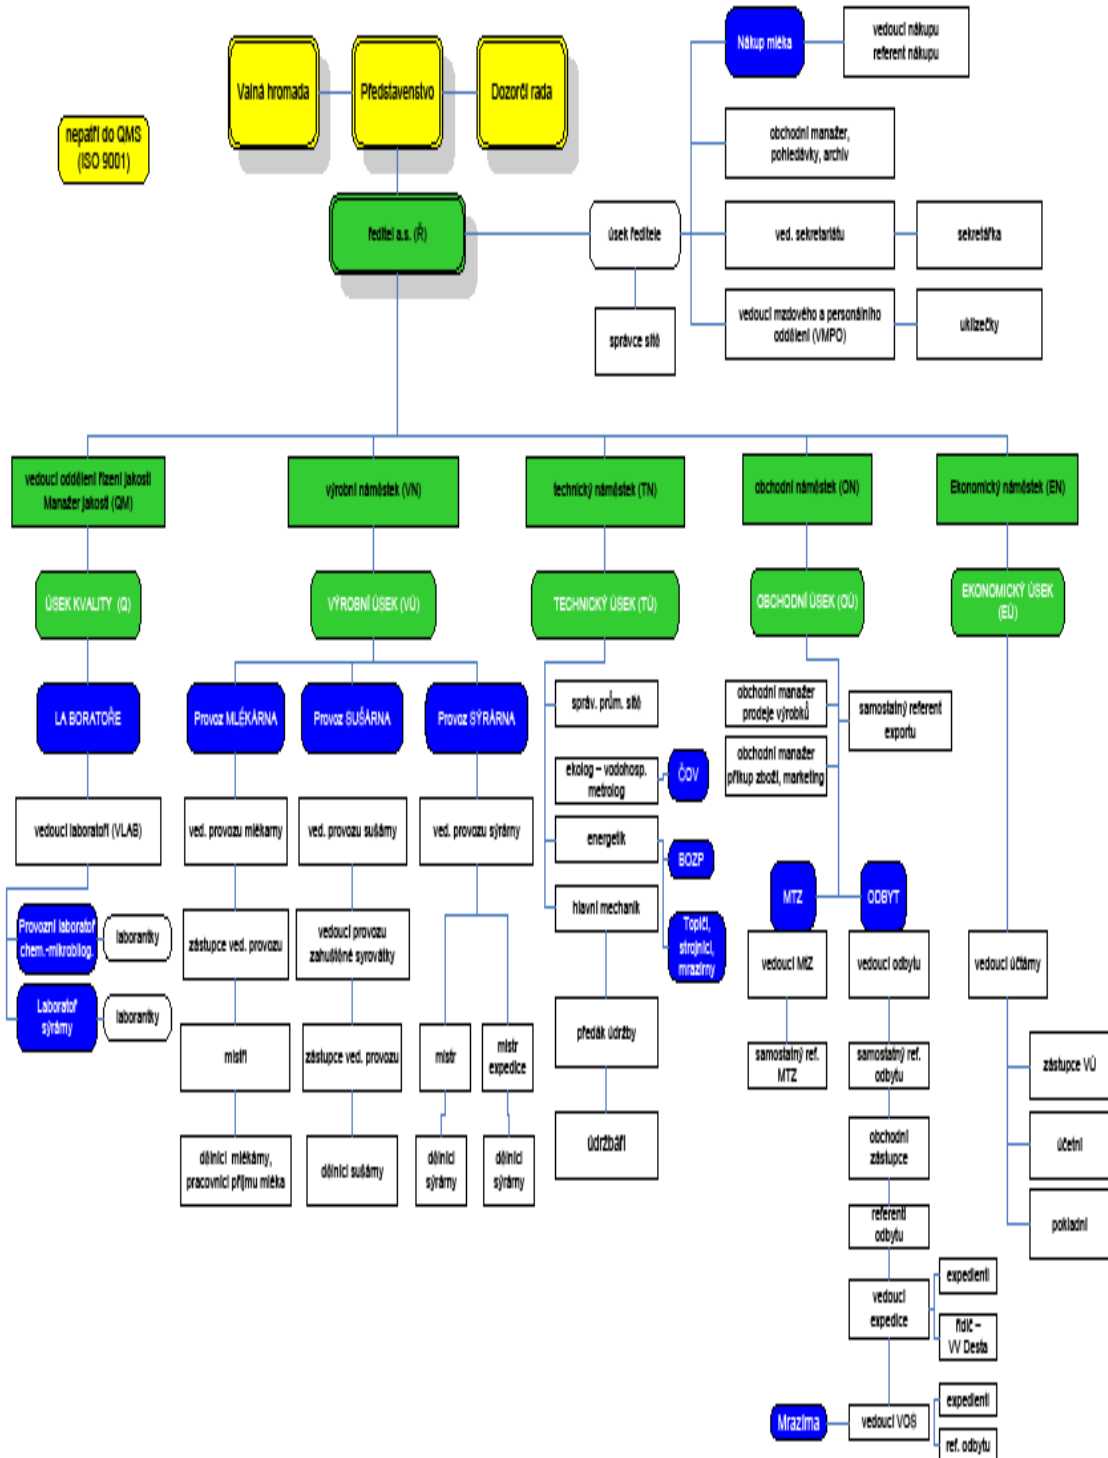 Nákup mléka
vedoucí nákupu
referent nákupu
Valná hromada
Představenstvo
Dozorčí rada
nepatří do QMS
(ISO 9001)
obchodní manažer,
pohledávky, archiv
ředitel a.s. (Ř)
úsek ředitele
ved. sekretariátu
sekretářka
správce sítě
vedoucí mzdového a personálního
oddělení (VMPO)
uklízečky
vedoucí oddělení řízení jakosti
Manažer jakosti (QM)
výrobní náměstek (VN)
technický náměstek (TN)
obchodní náměstek (ON)
Ekonomický náměstek (EN)
ÚSEK KVALITY (Q)
VÝROBNÍ ÚSEK (VÚ)
TECHNICKÝ ÚSEK (TÚ)
OBCHODNÍ ÚSEK (OÚ)
EKONOMICKÝ ÚSEK
(EÚ)
LA BORATOŘE
Provoz MLÉKÁRNA
Provoz SUŠÁRNA
Provoz SÝRÁRNA
správ. prům. sítě
obchodní manažer
prodeje výrobků
samostatný referent
exportu
ekolog – vodohosp.
metrolog
ČOV
obchodní manažer
příkup zboží, marketing
vedoucí laboratoří (VLAB)
ved. provozu mlékárny
ved. provozu sušárny
ved. provozu sýrárny
energetik
BOZP
MTZ
ODBYT
hlavní mechanik
Topiči,
strojníci,
mrazírny
Provozní laboratoř
chem.-mikrobilog.
laborantky
zástupce ved. provozu
vedoucí provozu
zahuštěné syrovátky
vedoucí MTZ
vedoucí odbytu
vedoucí účtárny
Laboratoř
sýrárny
laborantky
mistři
zástupce ved. provozu
mistr
mistr
expedice
předák údržby
samostatný ref.
MTZ
samostatný ref.
odbytu
zástupce VÚ
dělníci mlékárny,
pracovníci příjmu mléka
dělníci sušárny
dělníci
sýrárny
dělníci
sýrárny
údržbáři
obchodní
zástupce
účetní
referenti
odbytu
pokladní
vedoucí
expedice
expedienti
řidič –
VV Desta
Mrazírna
vedoucí VOS
expedienti
ref. odbytu